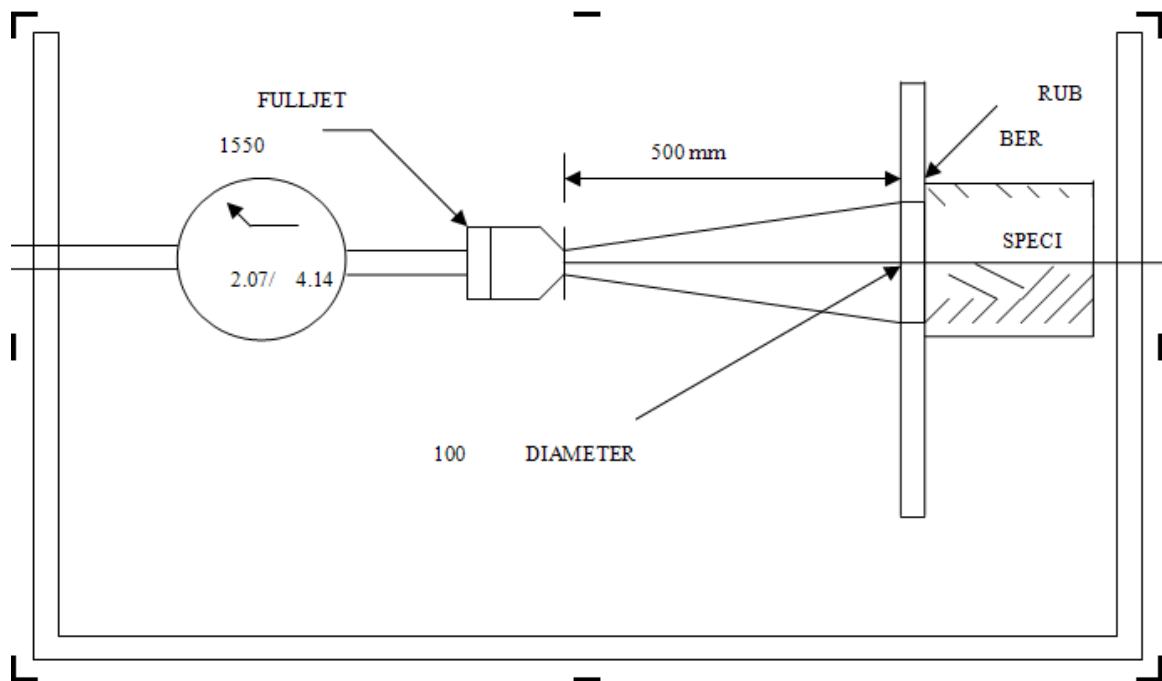 FULLJET
1550
RUB
BER
500 mm
SPECI
2.07/ 4.14
100 DIAMETER